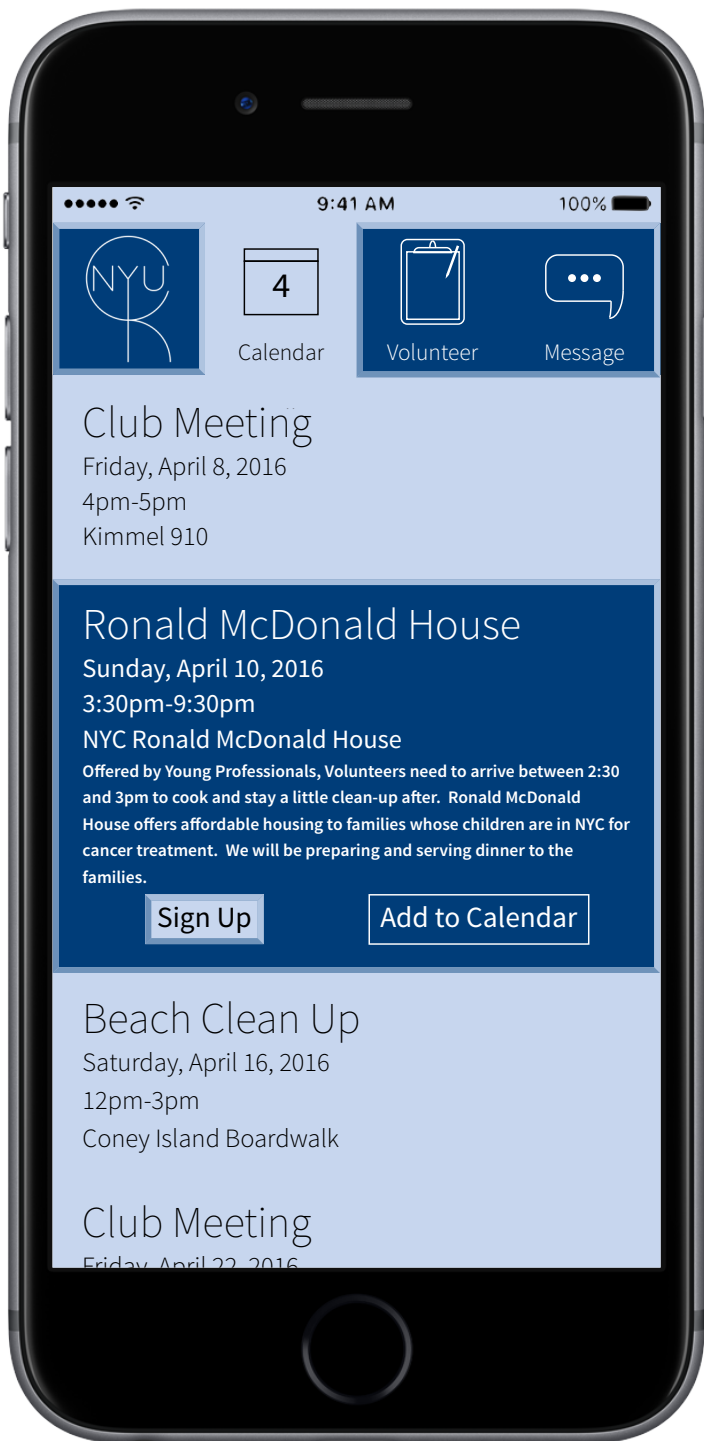 9:41 AM 100%
NYU
4
Calendar Volunteer Message
Club Meeting
Friday, April 8, 2016
4pm-5pm
Kimmel 910
Ronald McDonald House
Sunday, April 10, 2016
3:30pm-9:30pm
NYC Ronald McDonald House
Offered by Young Professionals, Volunteers need to arrive between 2:30
and 3pm to cook and stay a little clean-up after. Ronald McDonald
House offers affordable housing to families whose children are in NYC for
cancer treatment. We will be preparing and serving dinner to the
families.
Sign Up Add to Calendar
Beach Clean Up
Saturday, April 16, 2016
12pm-3pm
Coney Island Boardwalk
Club Meeting
Friday, April 22, 2016